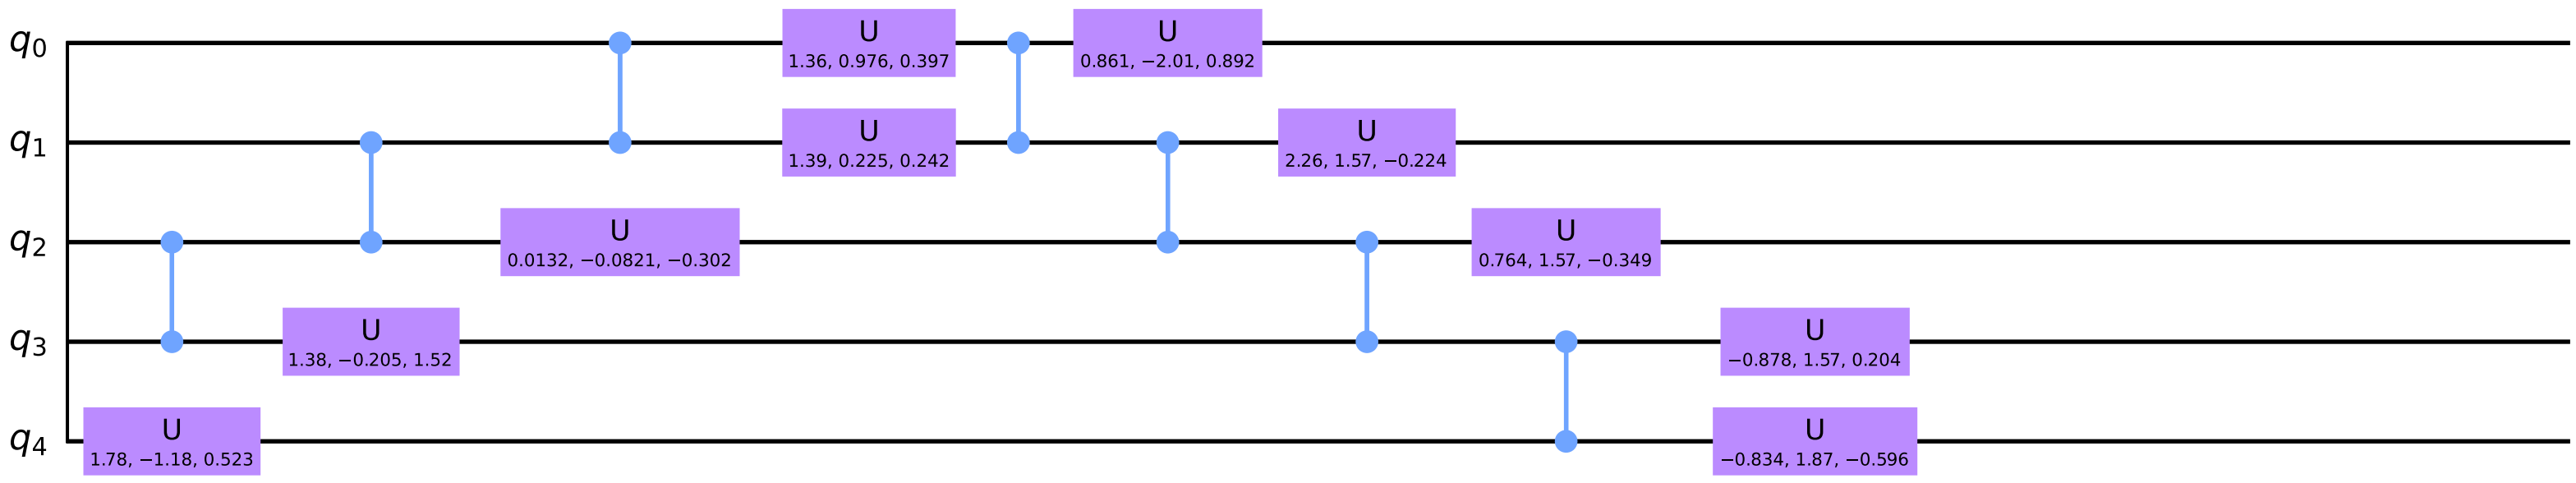 q0
U
1.36, 0.976, 0.397
U
0.861, −2.01, 0.892
q1
U
1.39, 0.225, 0.242
U
2.26, 1.57, −0.224
q2
U
0.0132, −0.0821, −0.302
U
0.764, 1.57, −0.349
q3
U
1.38, −0.205, 1.52
U
−0.878, 1.57, 0.204
q4
U
1.78, −1.18, 0.523
U
−0.834, 1.87, −0.596